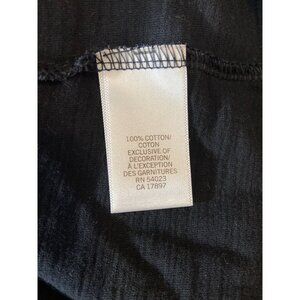 100% COTTON/
COTON
EXCLUSIVE OF
DECORATION/
À L'EXCEPTION
DES GARNITURES
RN 54023
CA 17897